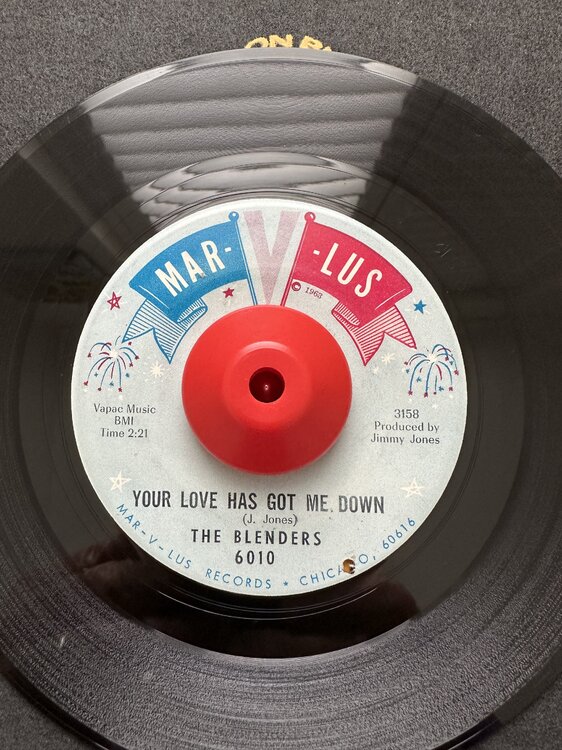 ON
MAR-V-LUS
© 1963
Vapac Music
BMI
Time 2:21
3158
Produced by
Jimmy Jones
YOUR LOVE HAS GOT ME DOWN
(J. Jones)
THE BLENDERS
6010
MAR-V-LUS RECORDS ★ CHICAGO, 60616